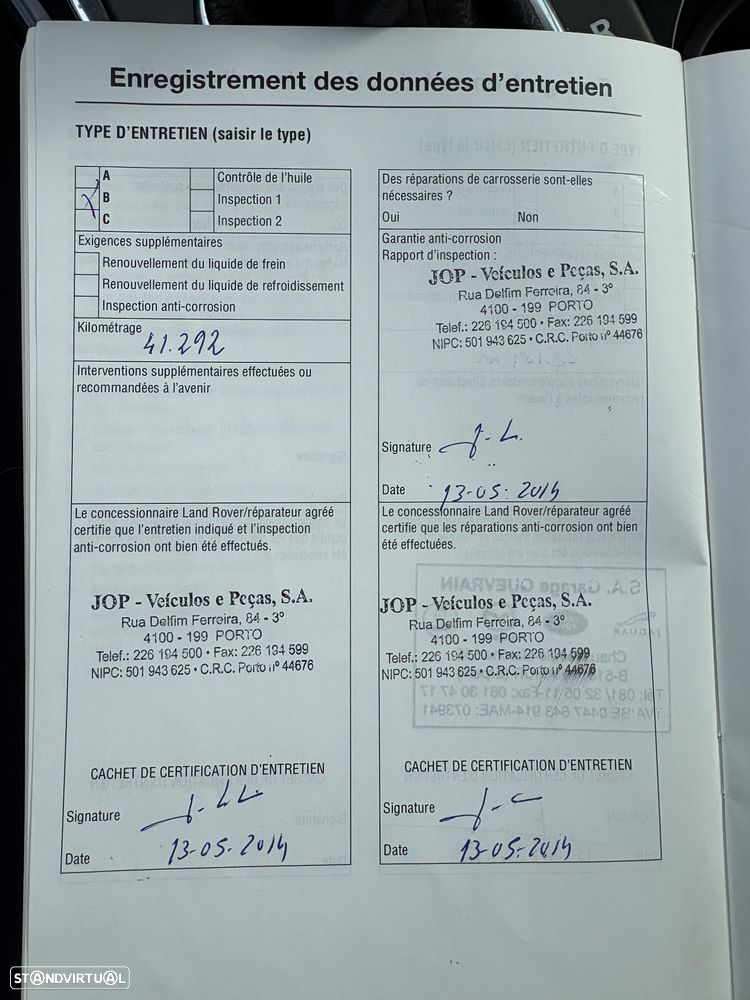 R
Enregistrement des données d'entretien
TYPE D'ENTRETIEN (saisir le type)
A Contrôle de l'huile
X B Inspection 1
C Inspection 2
Exigences supplémentaires
Renouvellement du liquide de frein
Renouvellement du liquide de refroidissement
Inspection anti-corrosion
Kilométrage
41.292
Interventions supplémentaires effectuées ou
recommandées à l'avenir
Le concessionnaire Land Rover/réparateur agréé
certifie que l'entretien indiqué et l'inspection
anti-corrosion ont bien été effectués.
JOP - Veículos e Peças, S.A.
Rua Delfim Ferreira, 84 - 3º
4100 - 199 PORTO
Telef.: 226 194 500 • Fax: 226 194 599
NIPC: 501 943 625 • C.R.C. Porto nº 44676
CACHET DE CERTIFICATION D'ENTRETIEN
Signature
Date 13-05-2014
Des réparations de carrosserie sont-elles
nécessaires ?
Oui Non
Garantie anti-corrosion
Rapport d'inspection :
JOP - Veículos e Peças, S.A.
Rua Delfim Ferreira, 84 - 3º
4100 - 199 PORTO
Telef.: 226 194 500 • Fax: 226 194 599
NIPC: 501 943 625 • C.R.C. Porto nº 44676
Signature
Date 13-05-2014
Le concessionnaire Land Rover/réparateur agréé
certifie que les réparations anti-corrosion ont bien
été effectuées.
JOP - Veículos e Peças, S.A.
Rua Delfim Ferreira, 84 - 3º
4100 - 199 PORTO
Telef.: 226 194 500 • Fax: 226 194 599
NIPC: 501 943 625 • C.R.C. Porto nº 44676
CACHET DE CERTIFICATION D'ENTRETIEN
Signature
Date 13-05-2014
STANDVIRTUAL